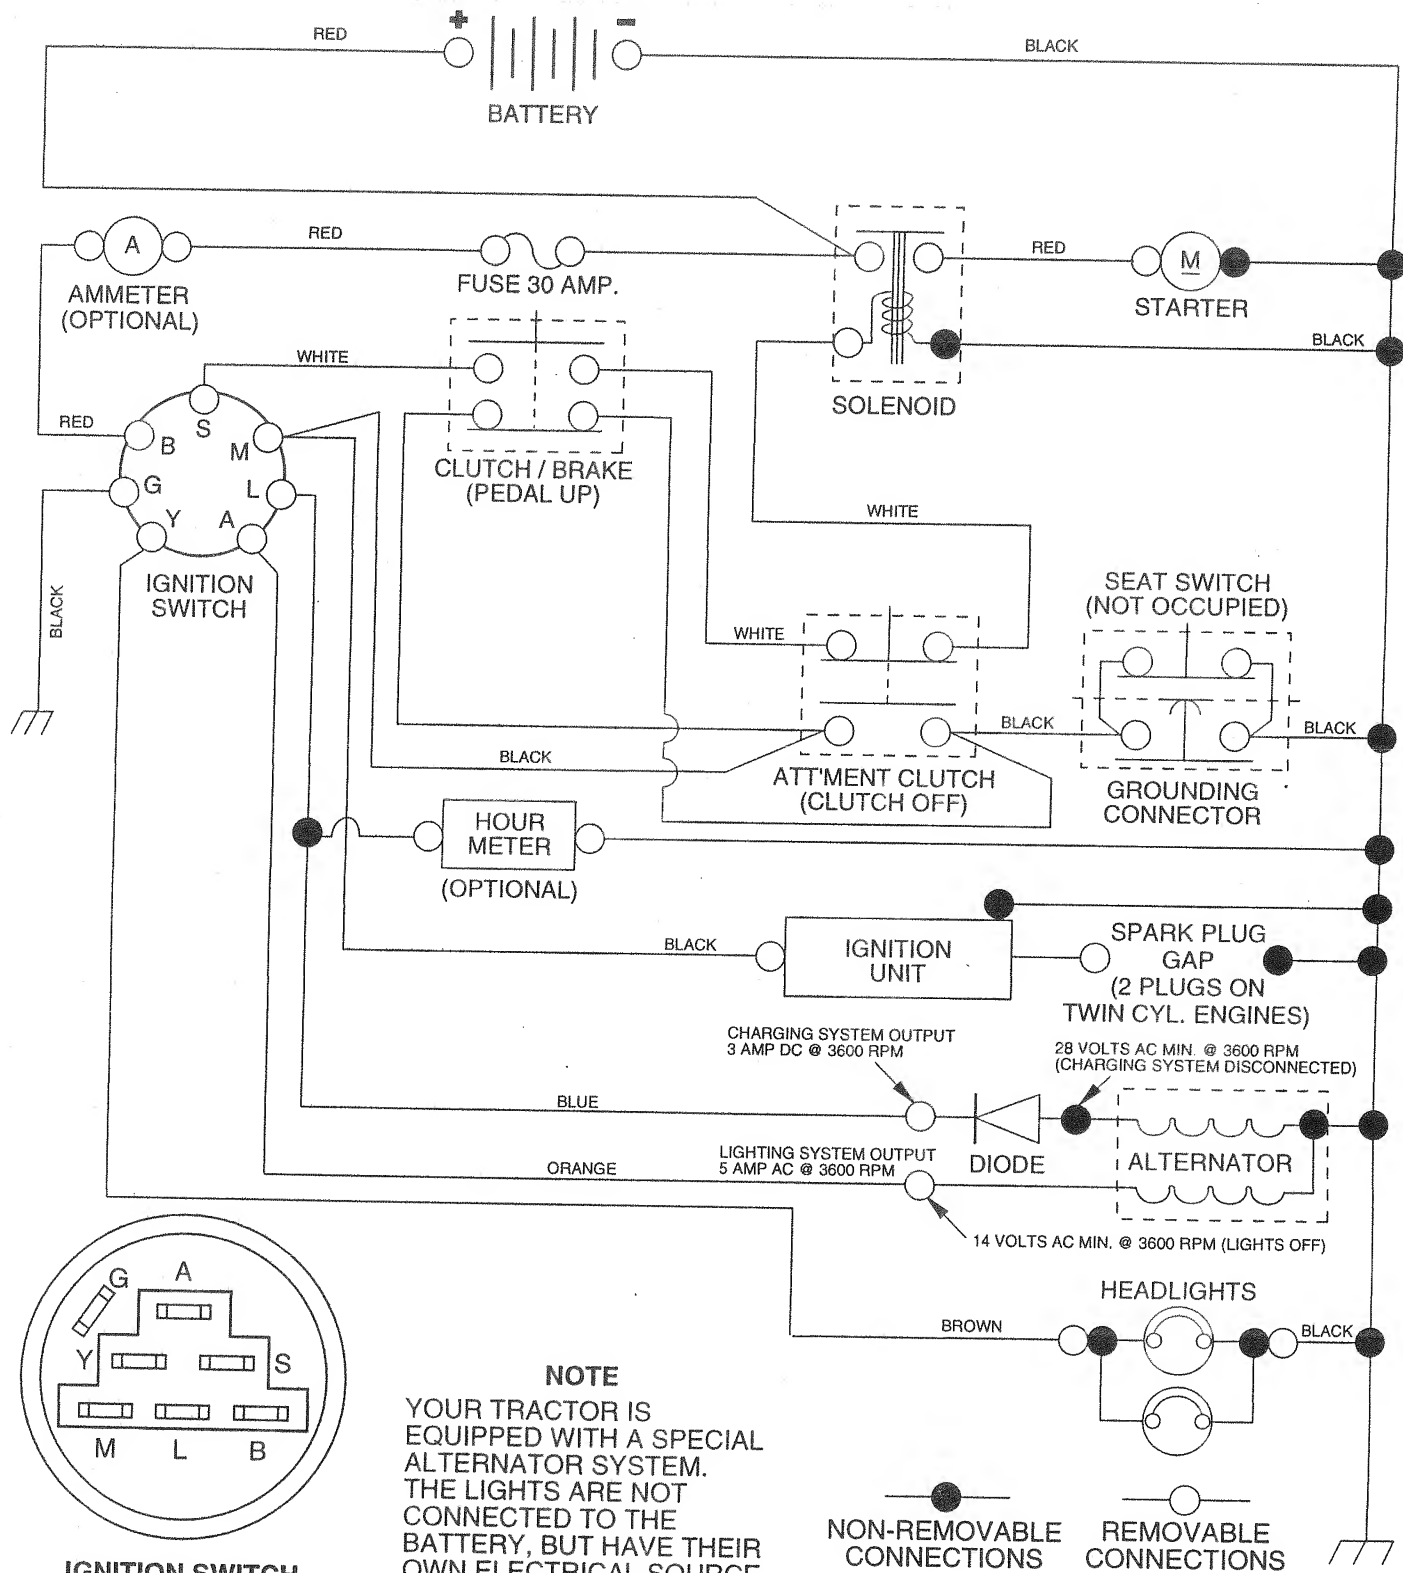 + -
RED
BLACK
BATTERY
A
RED
RED
M
AMMETER
(OPTIONAL)
FUSE 30 AMP.
STARTER
WHITE
BLACK
SOLENOID
RED
S
B
M
G
L
Y
A
CLUTCH / BRAKE
(PEDAL UP)
WHITE
IGNITION
SWITCH
BLACK
SEAT SWITCH
(NOT OCCUPIED)
WHITE
BLACK
BLACK
BLACK
ATT'MENT CLUTCH
(CLUTCH OFF)
GROUNDING
CONNECTOR
HOUR
METER
(OPTIONAL)
BLACK
IGNITION
UNIT
SPARK PLUG
GAP
(2 PLUGS ON
TWIN CYL. ENGINES)
CHARGING SYSTEM OUTPUT
3 AMP DC @ 3600 RPM
28 VOLTS AC MIN. @ 3600 RPM
(CHARGING SYSTEM DISCONNECTED)
BLUE
DIODE
ALTERNATOR
ORANGE
LIGHTING SYSTEM OUTPUT
5 AMP AC @ 3600 RPM
14 VOLTS AC MIN. @ 3600 RPM (LIGHTS OFF)
HEADLIGHTS
BROWN
BLACK
G
A
Y
S
M
L
B
IGNITION SWITCH
NOTE
YOUR TRACTOR IS
EQUIPPED WITH A SPECIAL
ALTERNATOR SYSTEM.
THE LIGHTS ARE NOT
CONNECTED TO THE
BATTERY, BUT HAVE THEIR
OWN ELECTRICAL SOURCE
NON-REMOVABLE
CONNECTIONS
REMOVABLE
CONNECTIONS